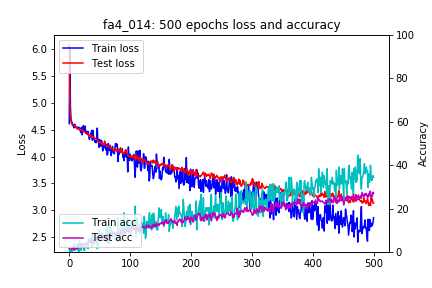 fa4_014: 500 epochs loss and accuracy
Train loss
Test loss
Train acc
Test acc
Loss
6.0
5.5
5.0
4.5
4.0
3.5
3.0
2.5
Accuracy
100
80
60
40
20
0
0
100
200
300
400
500